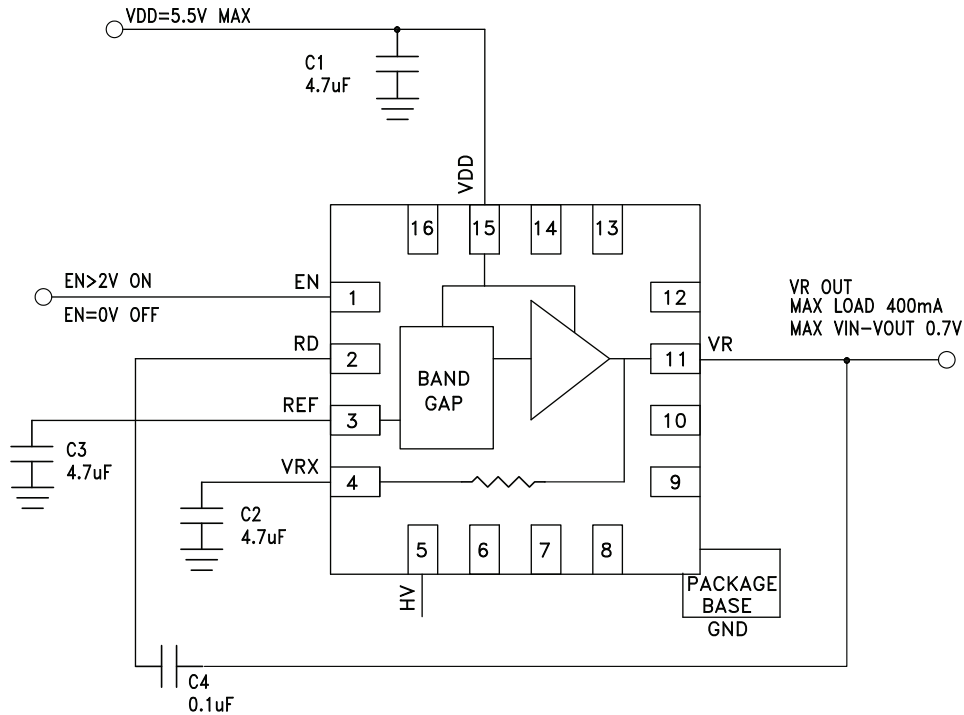 VDD=5.5V MAX
C1
4.7uF
VDD
16
15
14
13
EN>2V ON
EN=0V OFF
EN
1
RD
2
REF
3
VRX
4
C3
4.7uF
C2
4.7uF
BAND
GAP
12
11
10
9
VR
VR OUT
MAX LOAD 400mA
MAX VIN-VOUT 0.7V
5
6
7
8
HV
PACKAGE
BASE
GND
C4
0.1uF